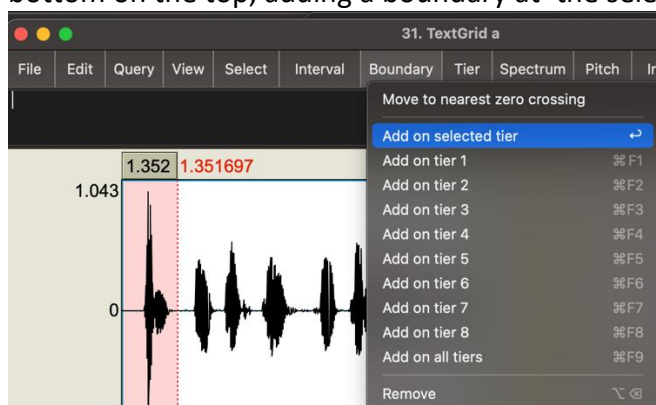 bottom on the top, adding a boundary at the sele
31. TextGrid a
File Edit Query View Select Interval Boundary Tier Spectrum Pitch
Move to nearest zero crossing
Add on selected tier ↩
Add on tier 1 ⌘F1
Add on tier 2 ⌘F2
Add on tier 3 ⌘F3
Add on tier 4 ⌘F4
Add on tier 5 ⌘F5
Add on tier 6 ⌘F6
Add on tier 7 ⌘F7
Add on tier 8 ⌘F8
Add on all tiers ⌘F9
Remove ⌥⌫
1.352 1.351697
1.043
0